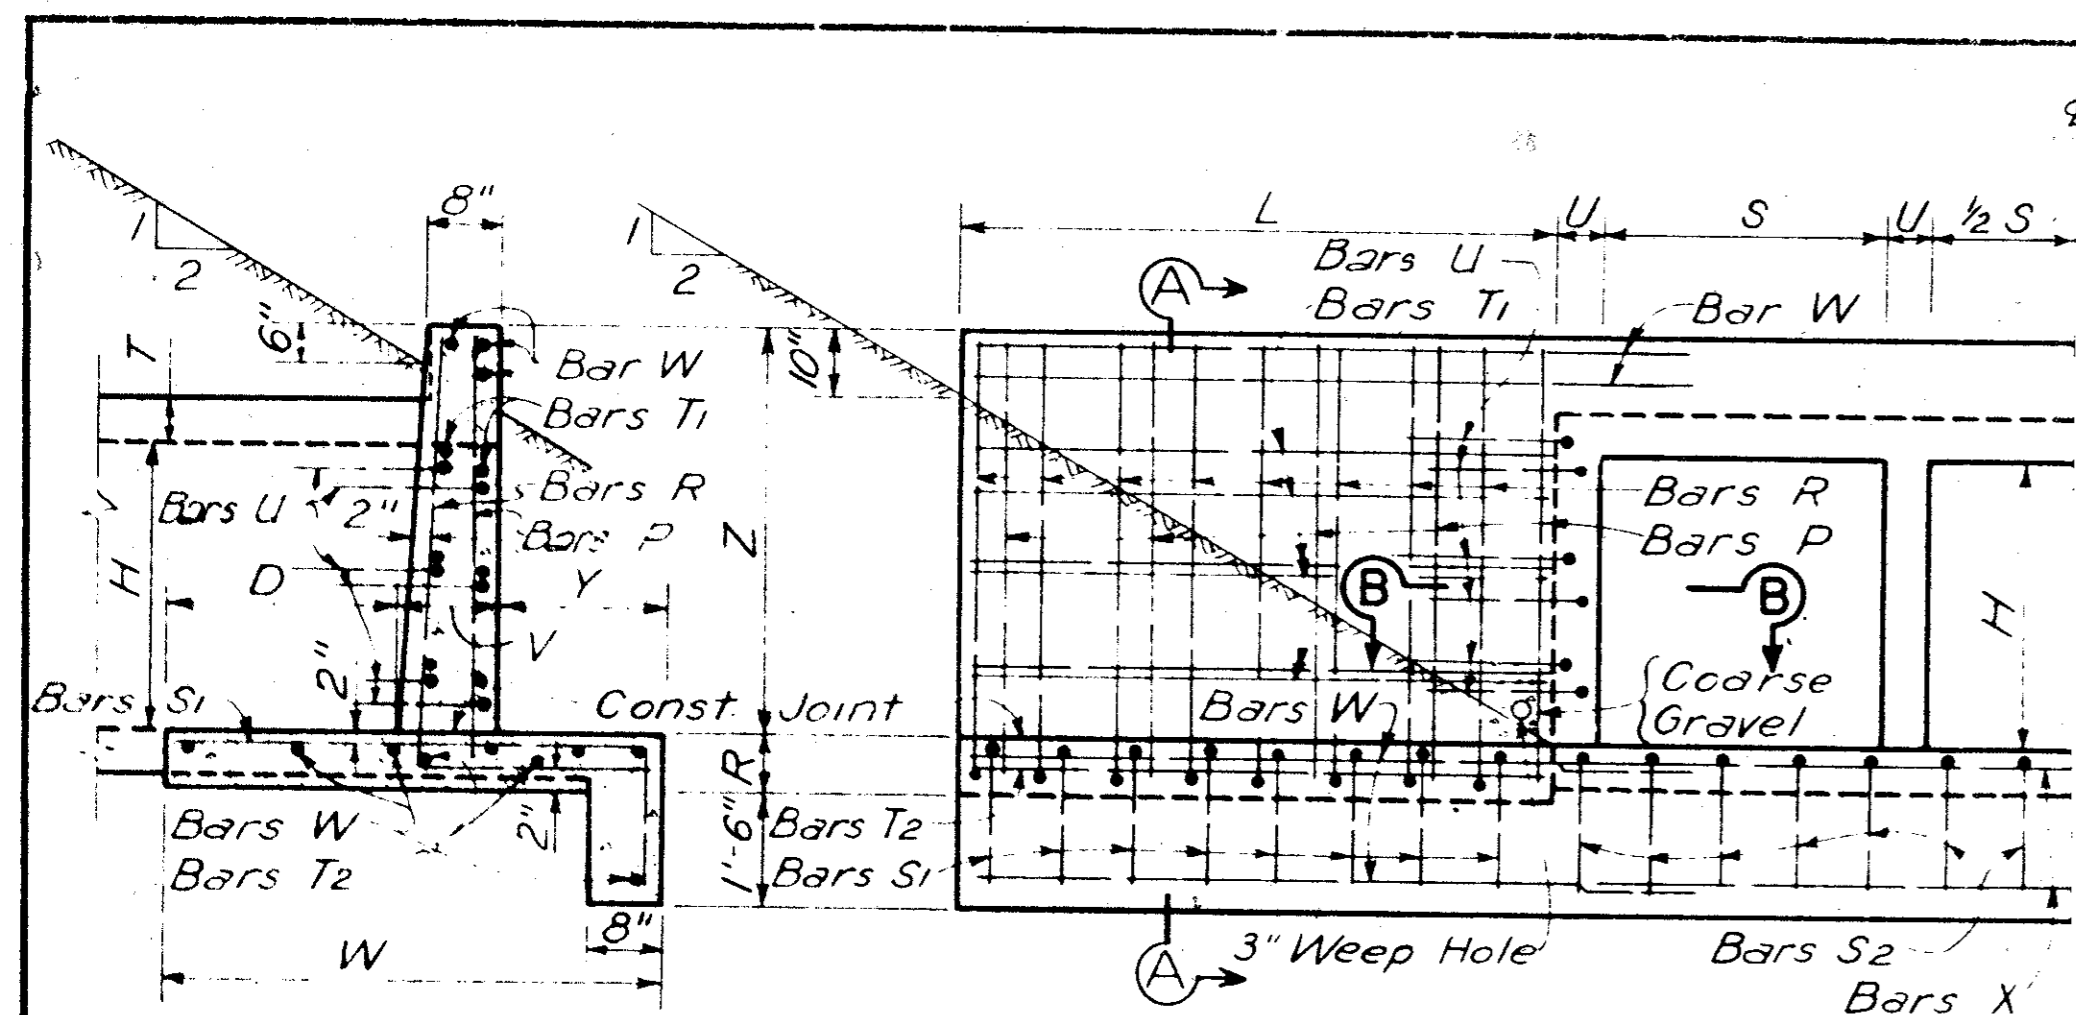 8"
1
2
6"
T
Bar W
Bars T1
Bars R
Bars P
Bars U
2"
H
D
Y
V
2"
Bars S1
Const. Joint
Bars W
Bars T2
2"
8"
W
L
U
S
U
1/2 S
1
2
A
Bars U
Bars T1
Bar W
10"
Z
Bars R
Bars P
B
B
H
Coarse
Gravel
Bars W
R
1'-6"
Bars T2
Bars S1
A
3" Weep Hole
Bars S2
Bars X